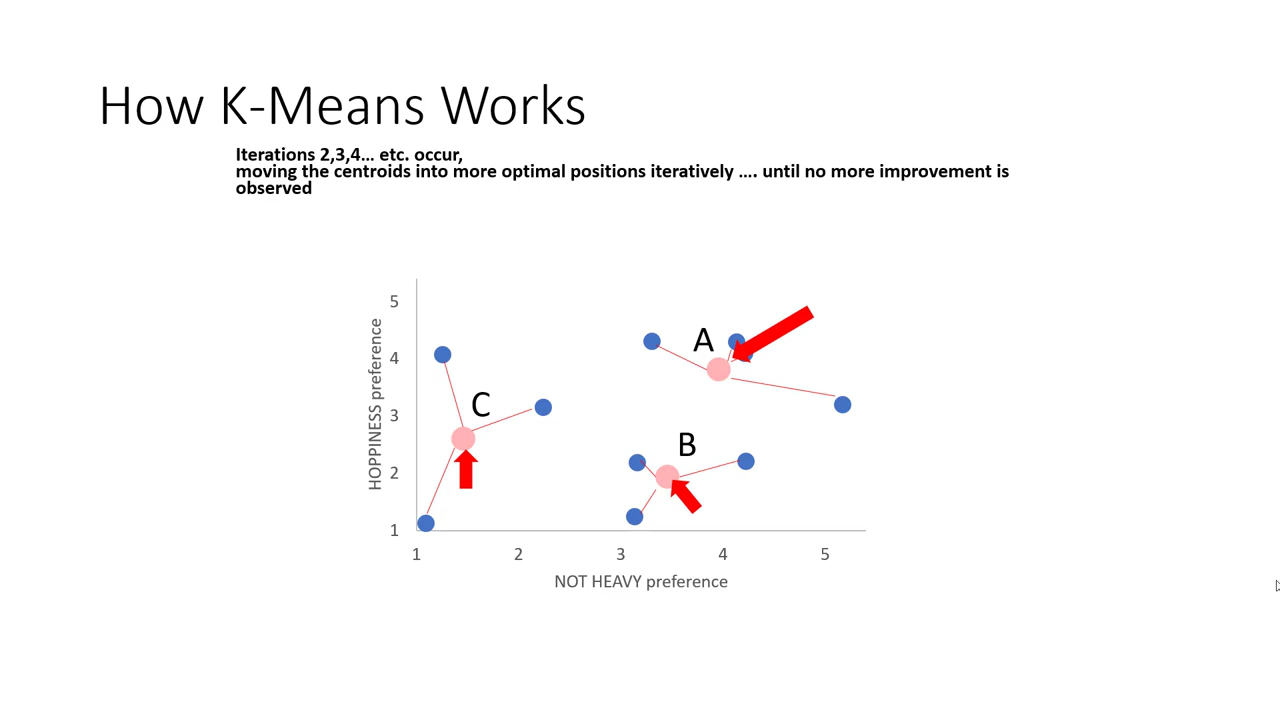 How K-Means Works
Iterations 2,3,4… etc. occur,
moving the centroids into more optimal positions iteratively …. until no more improvement is
observed
HOPPINESS preference
5
4
3
2
1
A
C
B
1 2 3 4 5
NOT HEAVY preference